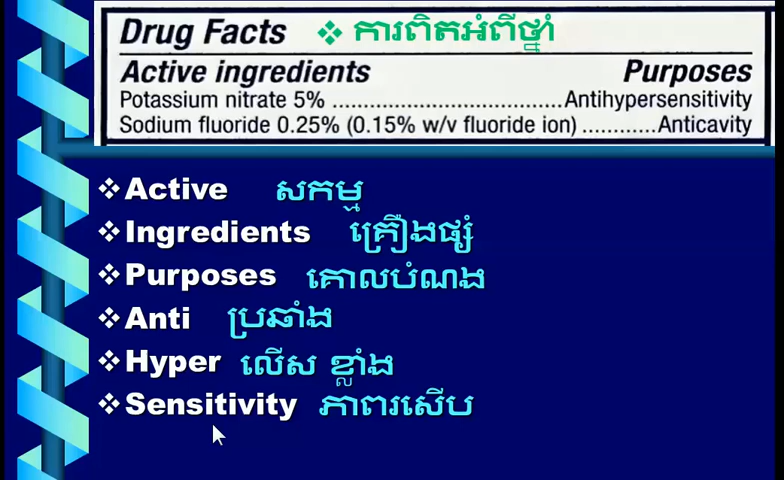 Drug Facts ❖ ការពិតអំពីថ្នាំ
Active ingredients Purposes
Potassium nitrate 5% ......................................Antihypersensitivity
Sodium fluoride 0.25% (0.15% w/v fluoride ion) ............Anticavity
❖Active សកម្ម
❖Ingredients គ្រឿងផ្សំ
❖Purposes គោលបំណង
❖Anti ប្រឆាំង
❖Hyper លើស ខ្លាំង
❖Sensitivity ភាពរសើប